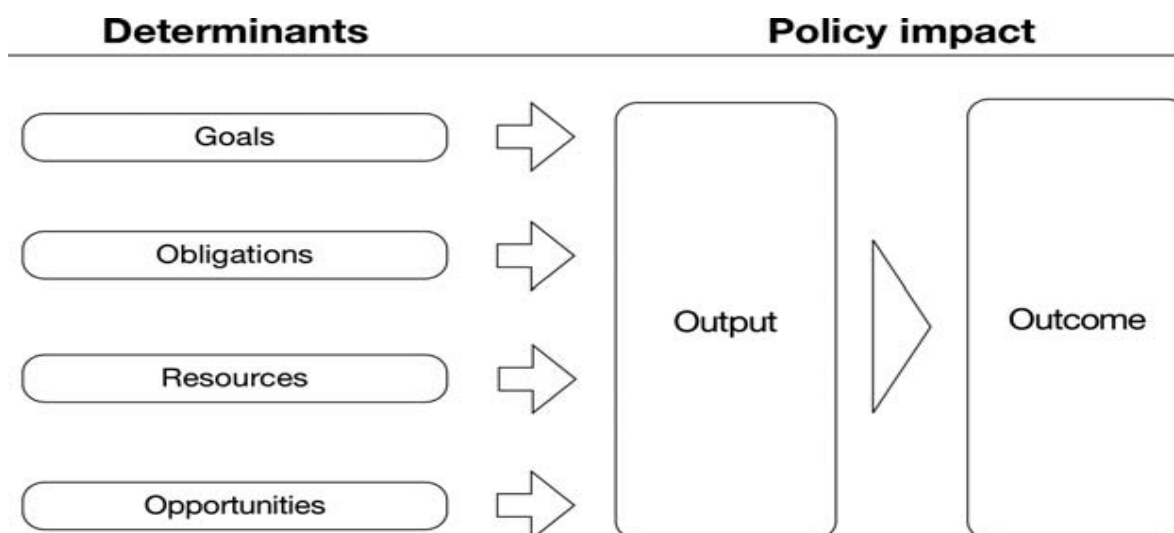 Determinants
Policy impact
Goals
Obligations
Resources
Opportunities
Output
Outcome